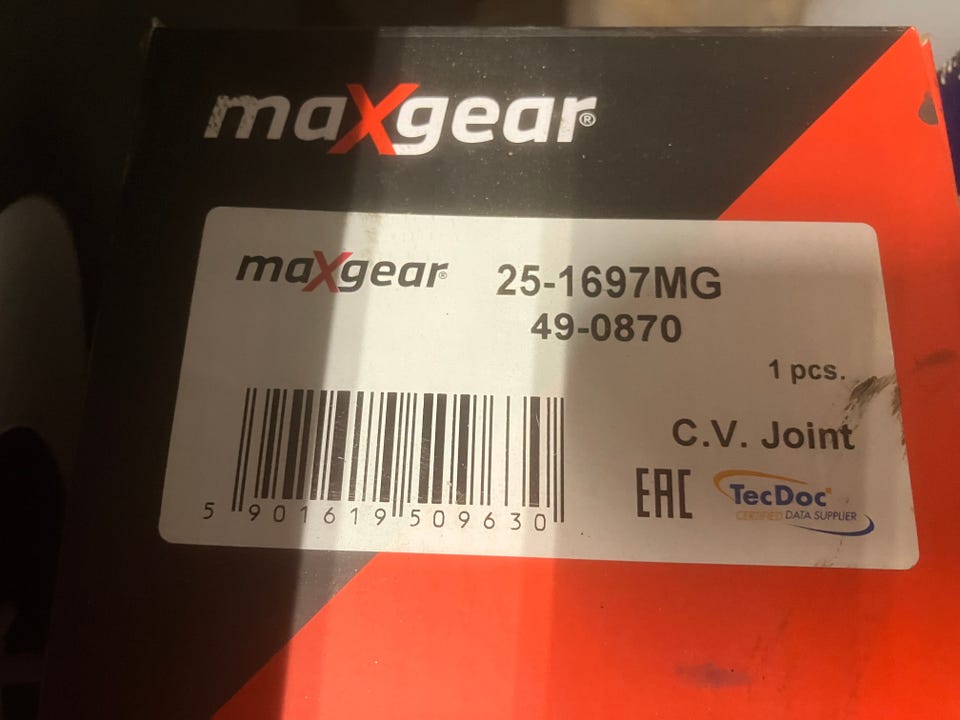 maxgear®
maxgear® 25-1697MG
49-0870
1 pcs.
C.V. Joint
EAC TecDoc
CERTIFIED DATA SUPPLIER
5 901619 509630